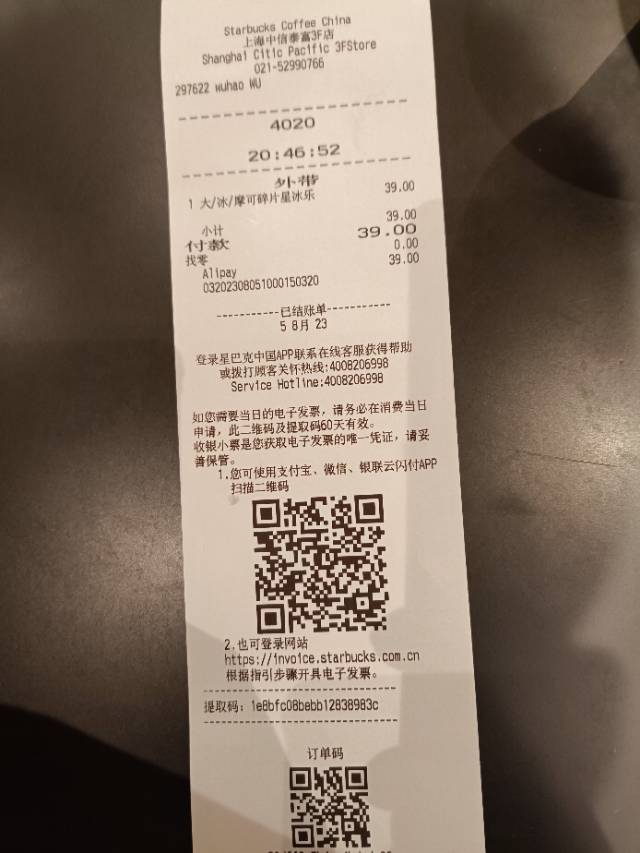 Starbucks Coffee China
上海中信泰富3F店
Shanghai Citic Pacific 3FStore
021-52990766
297622 wuhao WU
4020
20:46:52
外带
1 大/冰/摩可碎片星冰乐 39.00
小计 39.00
付款 39.00
找零 0.00
Alipay 39.00
03202308051000150320
-----------已结账单-----------
5 8月 23
登录星巴克中国APP联系在线客服获得帮助
或拨打顾客关怀热线:4008206998
Service Hotline:4008206998
如您需要当日的电子发票，请务必在消费当日
申请，此二维码及提取码60天有效。
收银小票是您获取电子发票的唯一凭证，请妥
善保管。
1.您可使用支付宝、微信、银联云闪付APP
扫描二维码
2.也可登录网站
https://invoice.starbucks.com.cn
根据指引步骤开具电子发票。
提取码：1e8bfc08bebb12838983c
订单码